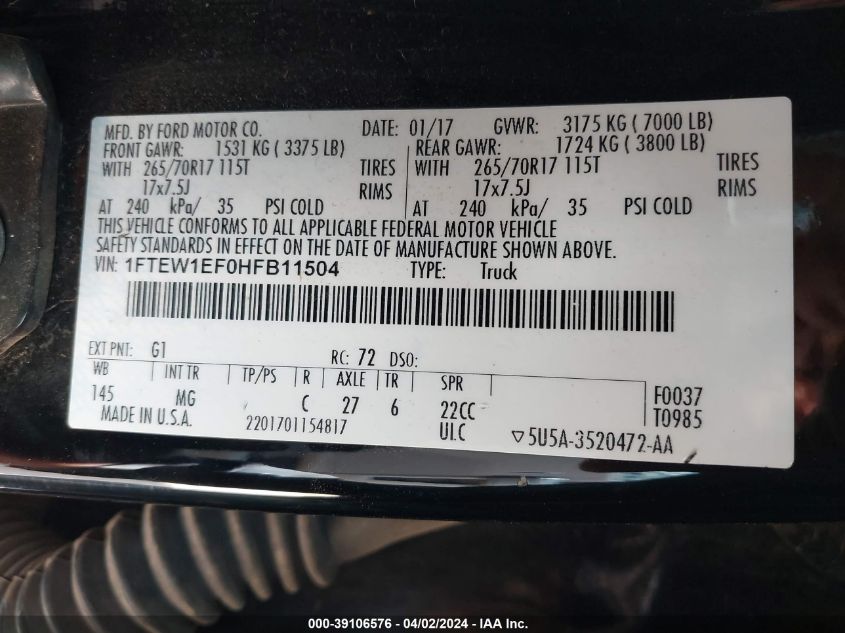 MFD. BY FORD MOTOR CO. DATE: 01/17 GVWR: 3175 KG ( 7000 LB)
FRONT GAWR: 1531 KG ( 3375 LB) REAR GAWR: 1724 KG ( 3800 LB)
WITH 265/70R17 115T TIRES WITH 265/70R17 115T TIRES
17x7.5J RIMS 17x7.5J RIMS
AT 240 kPa/ 35 PSI COLD AT 240 kPa/ 35 PSI COLD
THIS VEHICLE CONFORMS TO ALL APPLICABLE FEDERAL MOTOR VEHICLE
SAFETY STANDARDS IN EFFECT ON THE DATE OF MANUFACTURE SHOWN ABOVE.
VIN: 1FTEW1EF0HFB11504 TYPE: Truck
EXT PNT: G1 RC: 72 DSO:
WB INT TR TP/PS R AXLE TR SPR
145 MG C 27 6 22CC F0037
MADE IN U.S.A. 2201701154817 ULC T0985
▽5U5A-3520472-AA
000-39106576 - 04/02/2024 - IAA Inc.